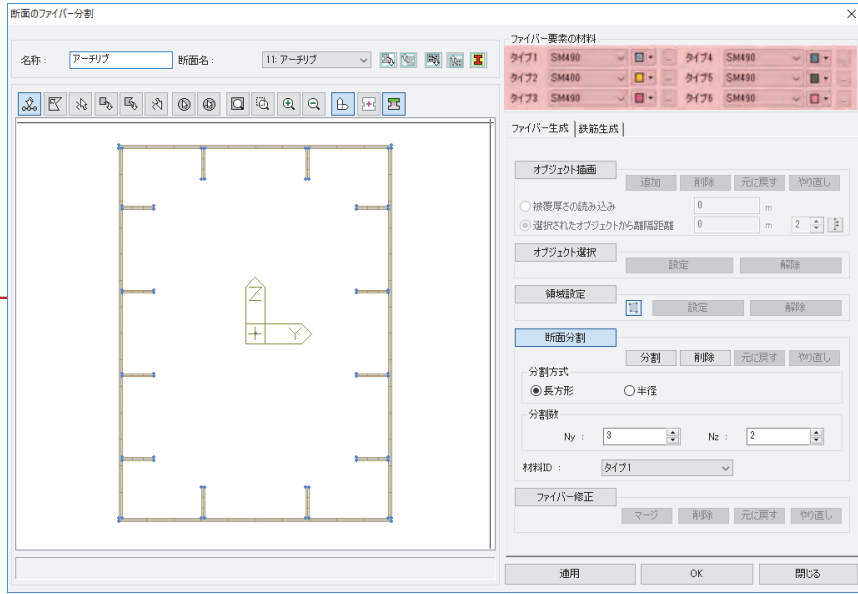 断面のファイバー分割
名称： アーチリブ 断面名： 11: アーチリブ
ファイバー要素の材料
タイプ1 SM490 タイプ4 SM490
タイプ2 SM400 タイプ5 SM490
タイプ3 SM490 タイプ6 SM490
ファイバー生成 鉄筋生成
オブジェクト描画
追加 削除 元に戻す やり直し
被覆厚さの読み込み 0 m
選択されたオブジェクトから離隔距離 0 m 2
オブジェクト選択
設定 解除
領域設定
設定 解除
断面分割
分割 削除 元に戻す やり直し
分割方式
長方形 半径
分割数
Ny : 3 Nz : 2
材料ID : タイプ1
ファイバー修正
マージ 削除 元に戻す やり直し
適用 OK 閉じる
Z
Y